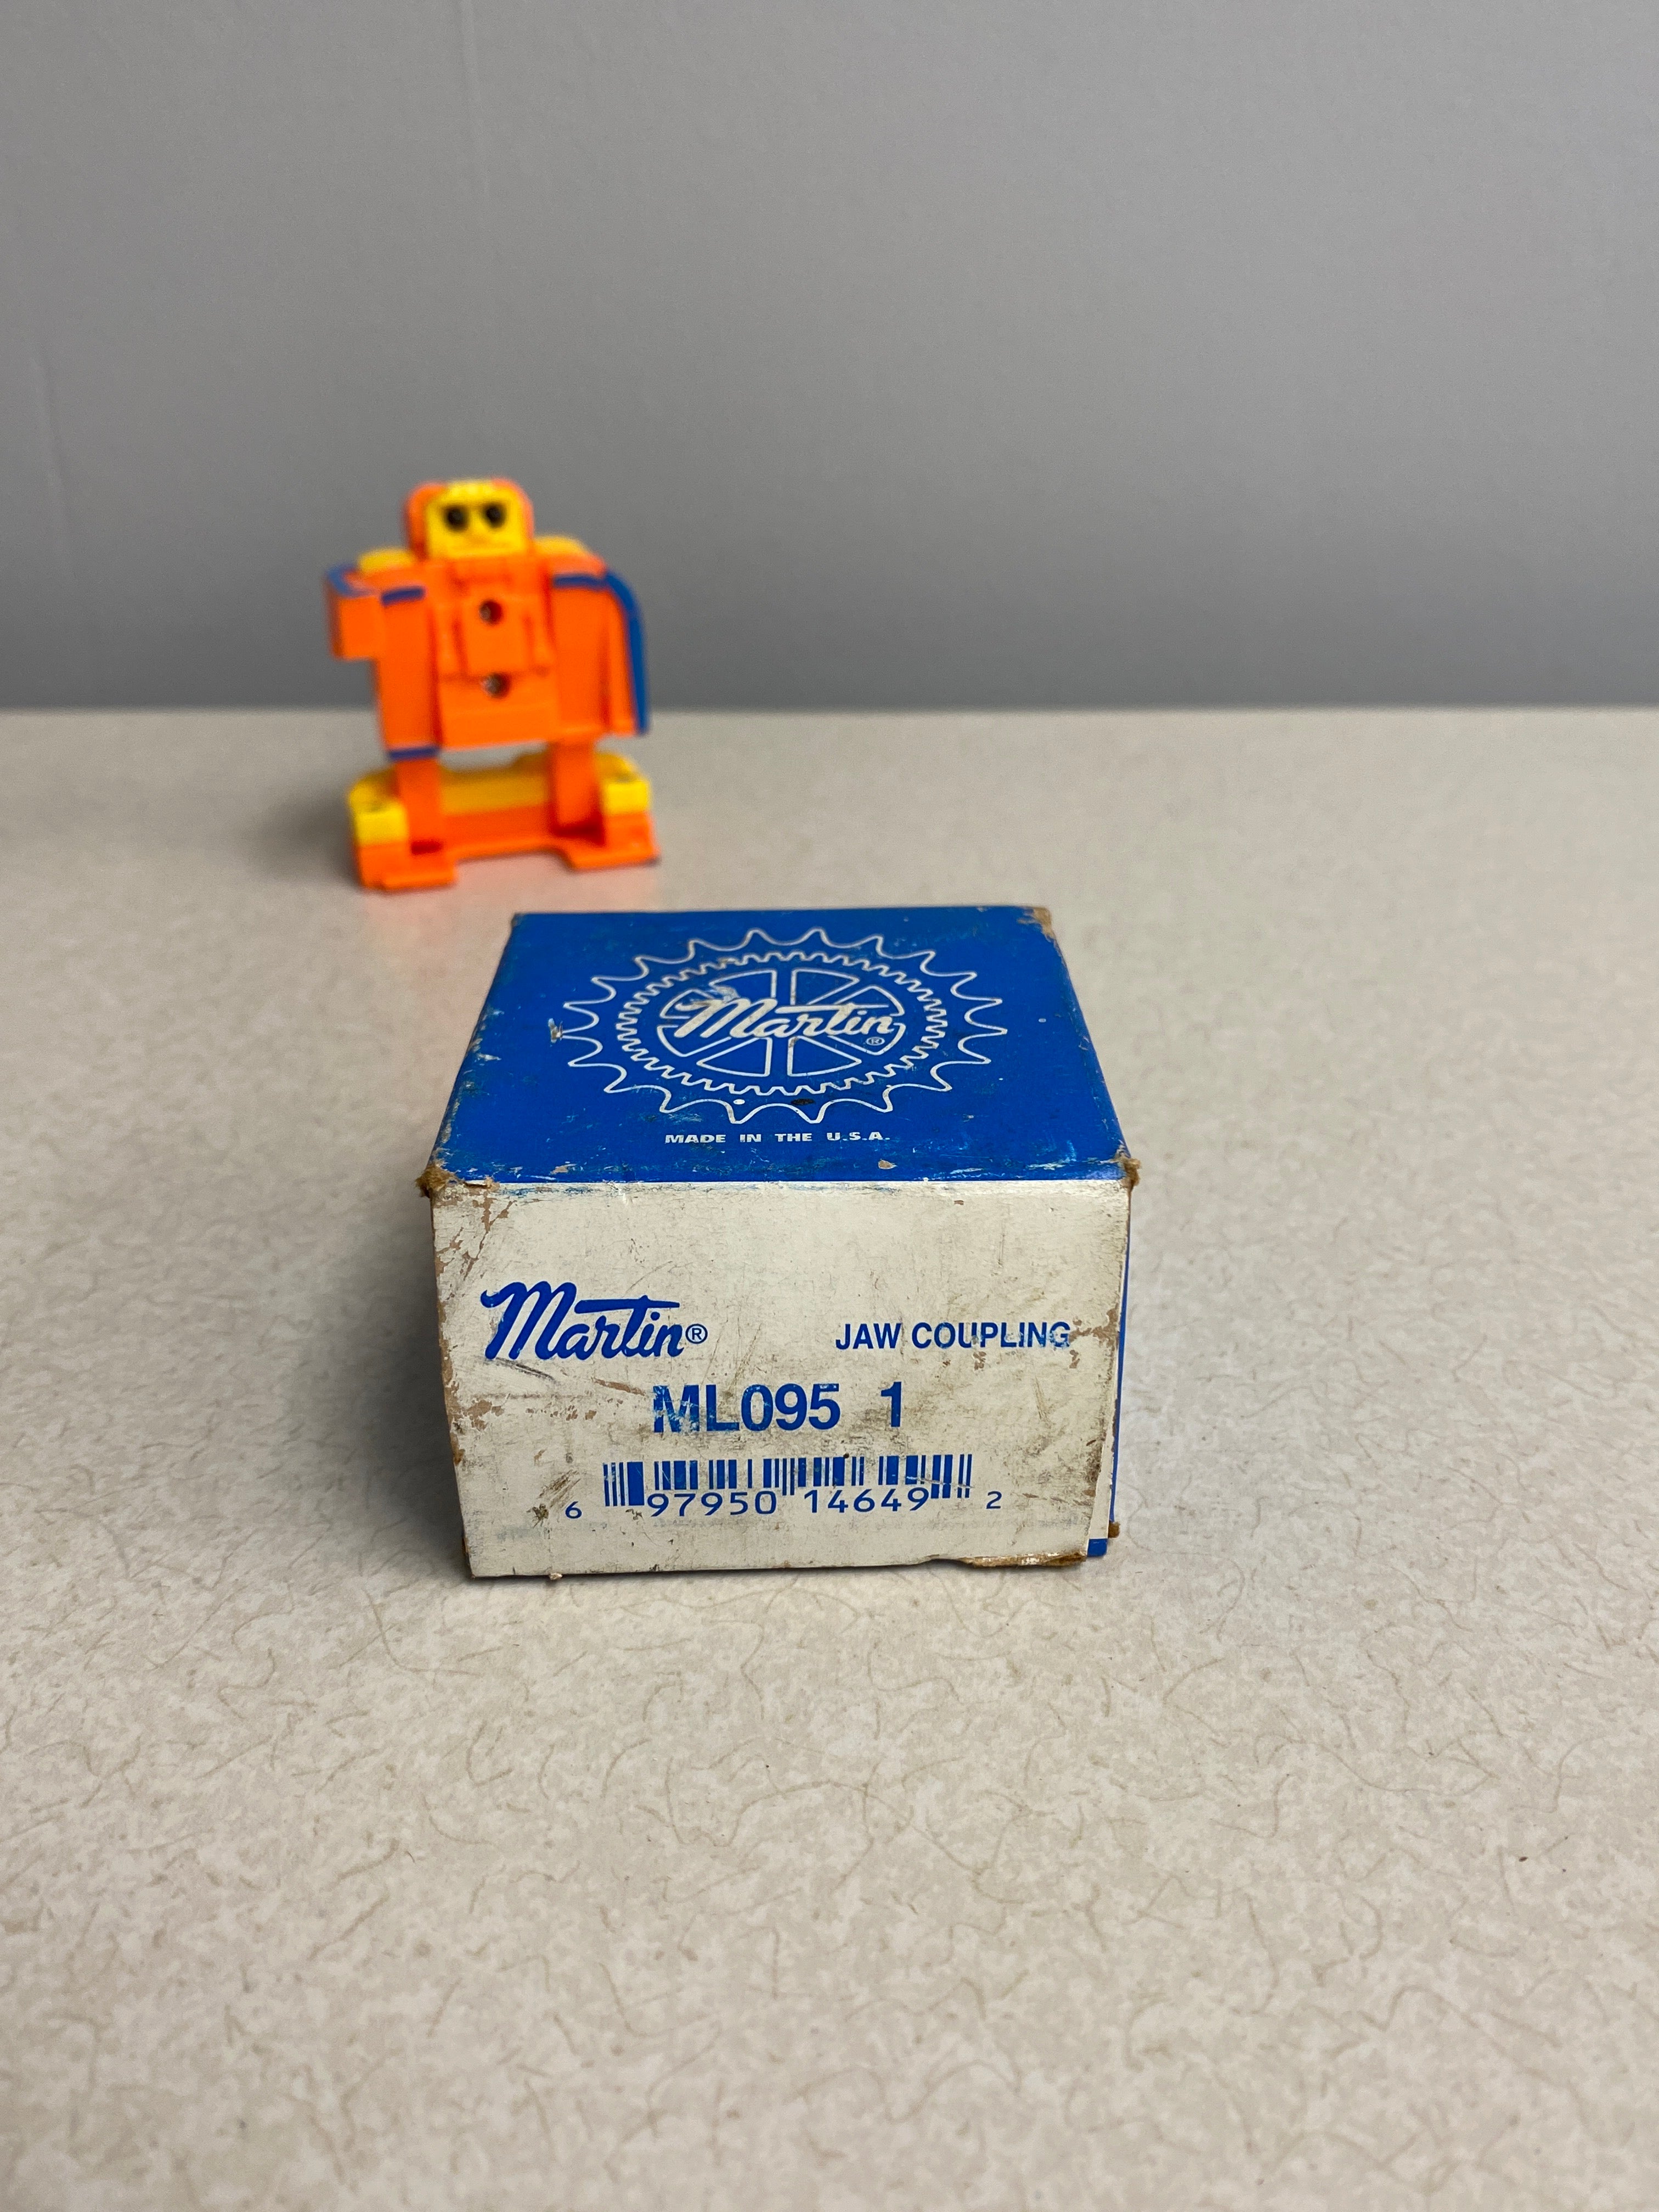 Martin®
MADE IN THE U.S.A.
Martin® JAW COUPLING
ML095 1
6 97950 14649 2